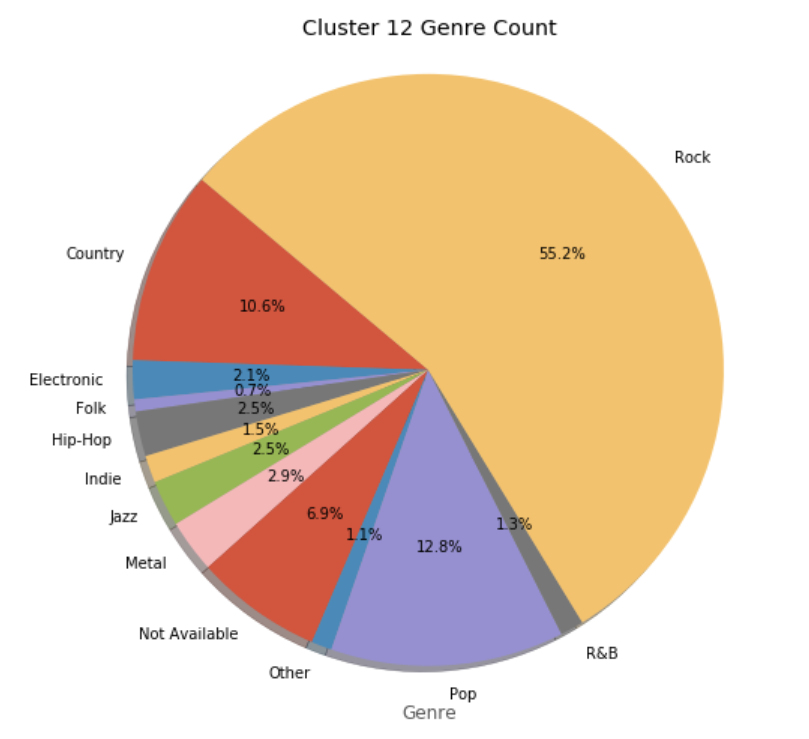 Cluster 12 Genre Count
Rock
55.2%
Country
10.6%
Electronic
2.1%
Folk
0.7%
Hip-Hop
2.5%
Indie
1.5%
Jazz
2.5%
Metal
2.9%
Not Available
6.9%
Other
1.1%
Pop
12.8%
R&B
1.3%
Genre